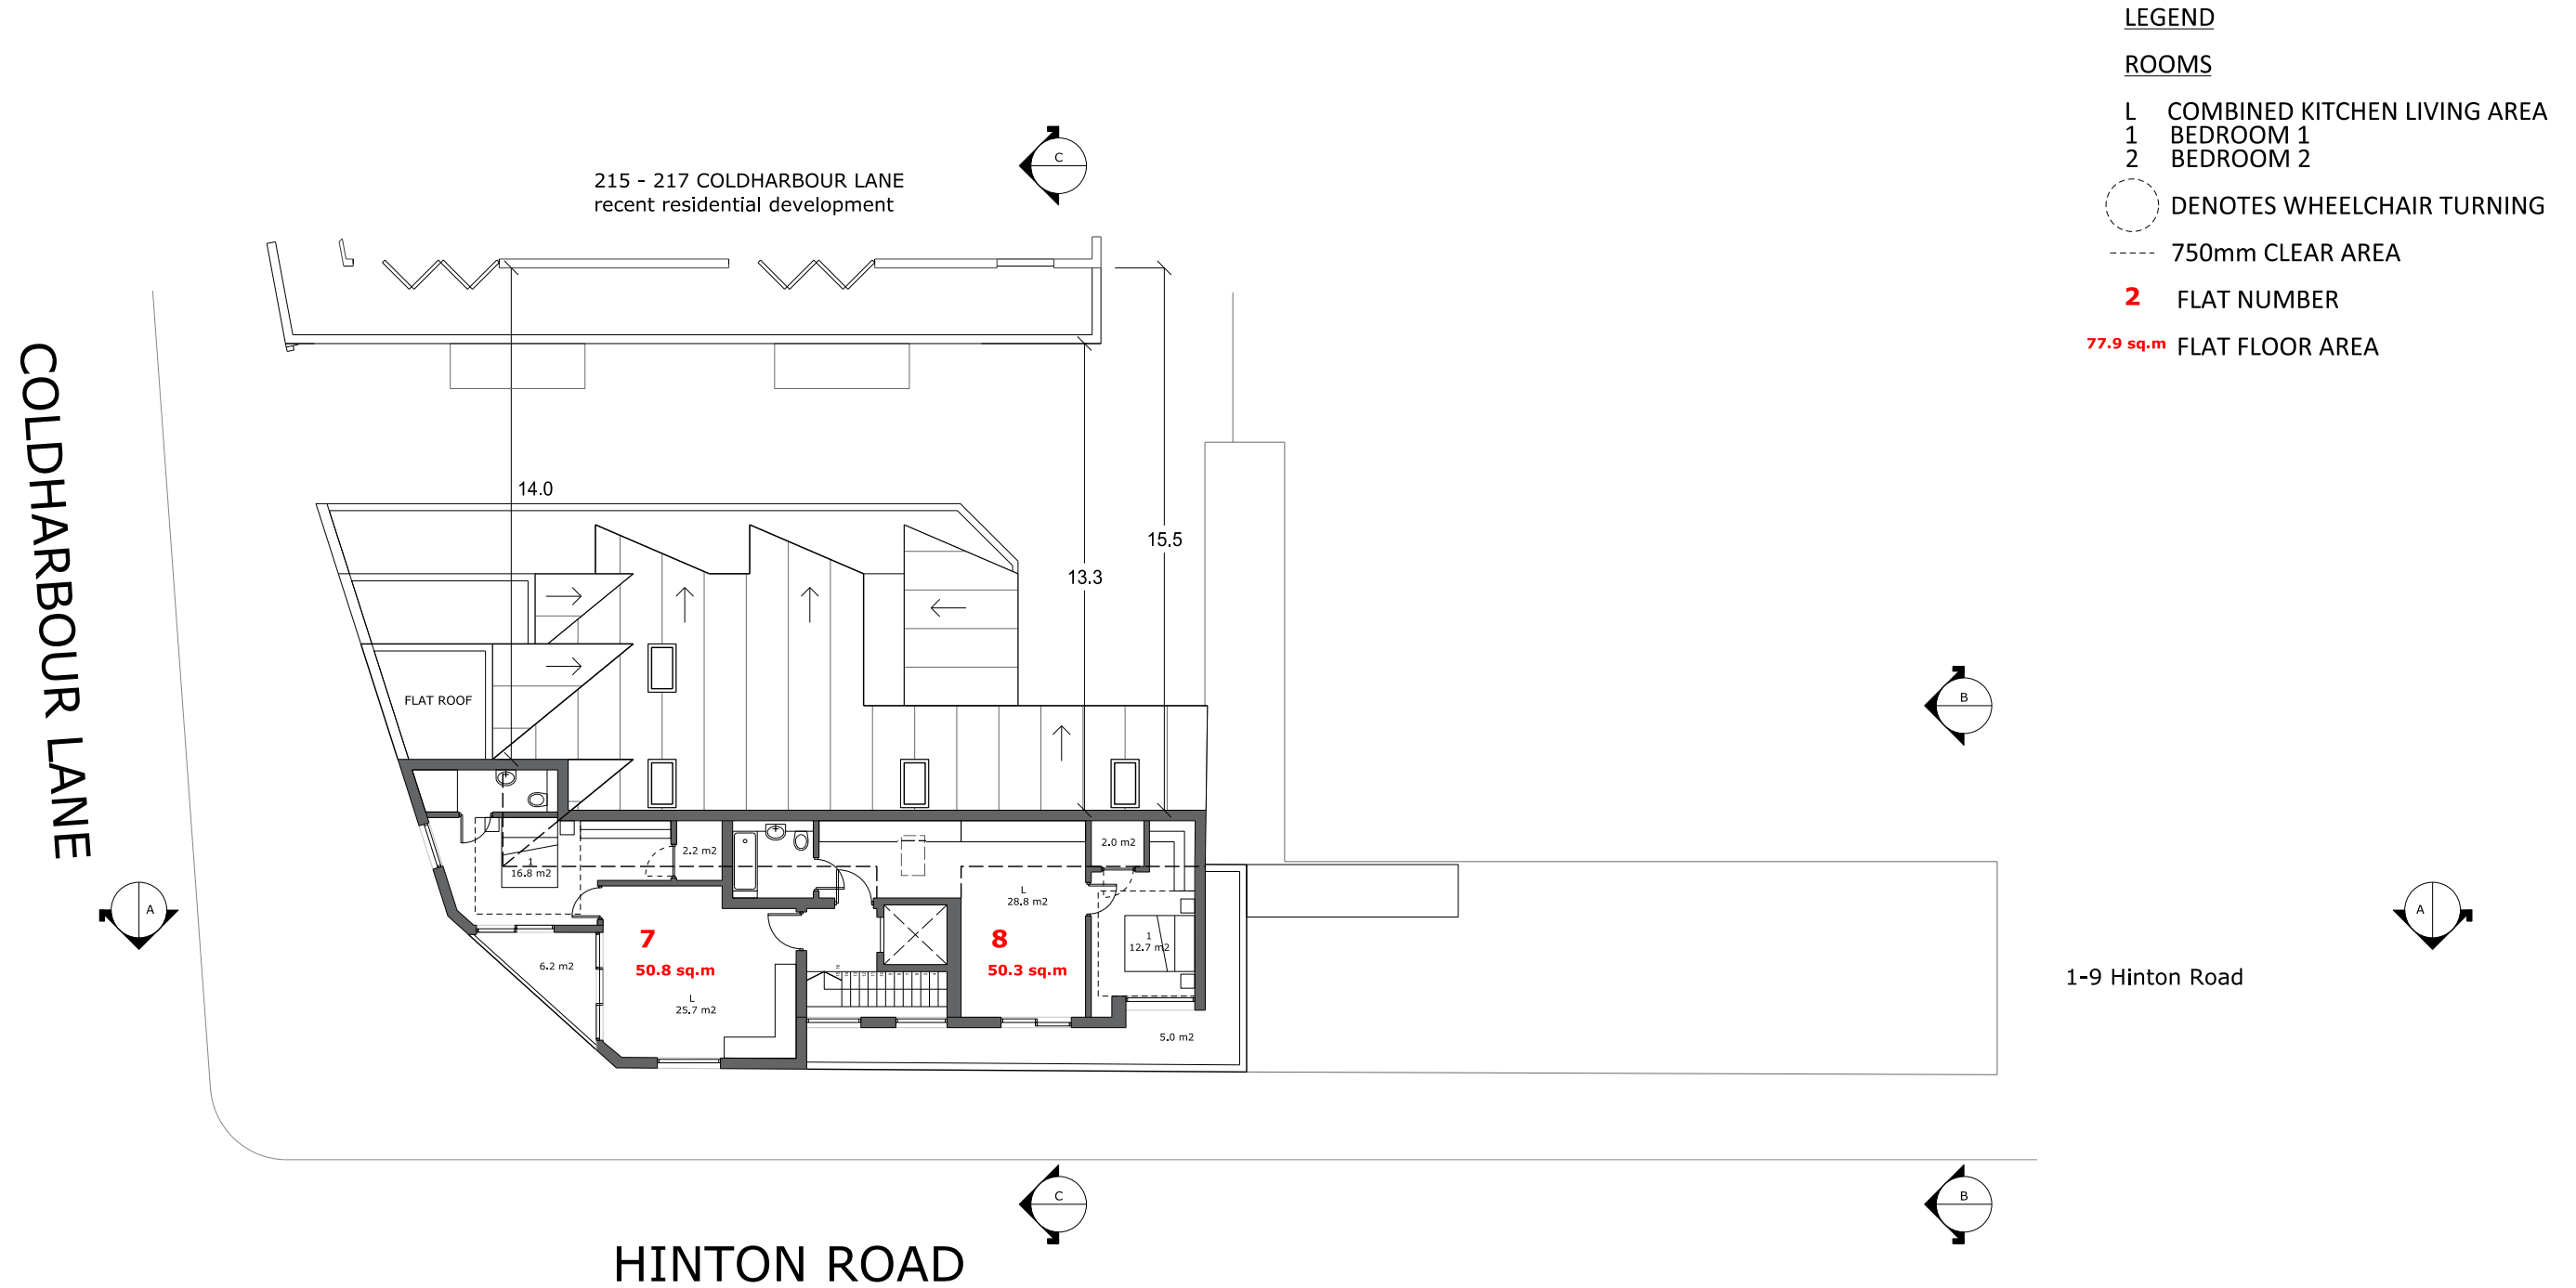 LEGEND
ROOMS
L COMBINED KITCHEN LIVING AREA
1 BEDROOM 1
2 BEDROOM 2
DENOTES WHEELCHAIR TURNING
750mm CLEAR AREA
2 FLAT NUMBER
77.9 sq.m FLAT FLOOR AREA
C
215 - 217 COLDHARBOUR LANE
recent residential development
COLDHARBOUR LANE
14.0
15.5
13.3
FLAT ROOF
B
2.2 m2
2.0 m2
1
16.8 m2
L
28.8 m2
A
A
7
50.8 sq.m
8
50.3 sq.m
1
12.7 m2
6.2 m2
1-9 Hinton Road
L
25.7 m2
5.0 m2
C
B
HINTON ROAD